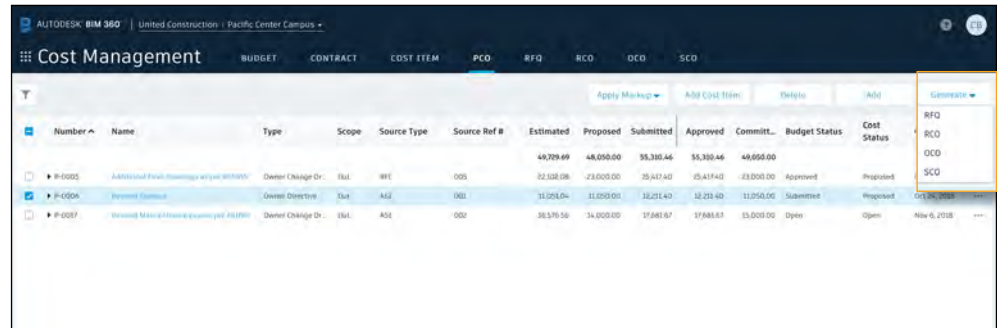 AUTODESK BIM 360 United Construction | Pacific Center Campus
CB
Cost Management BUDGET CONTRACT COST ITEM PCO RFQ RCO OCO SCO
Apply Markup Add Cost Item Delete Add Generate
RFQ
RCO
OCO
SCO
Number Name Type Scope Source Type Source Ref # Estimated Proposed Submitted Approved Committ... Budget Status Cost Status
49,729.69 48,050.00 55,310.46 55,310.46 49,050.00
P-0005 Owner Change Or... Out RFI 005 22,102.08 23,000.00 25,417.40 25,417.40 23,000.00 Approved Proposed
P-0006 Owner Directive Out ASI 11,051.04 11,050.00 12,211.40 12,211.40 11,050.00 Submitted Proposed Oct 24, 2018 ...
P-0007 Owner Change Or... Out ASI 002 16,576.56 14,000.00 17,681.67 17,681.67 15,000.00 Open Open Nov 6, 2018 ...